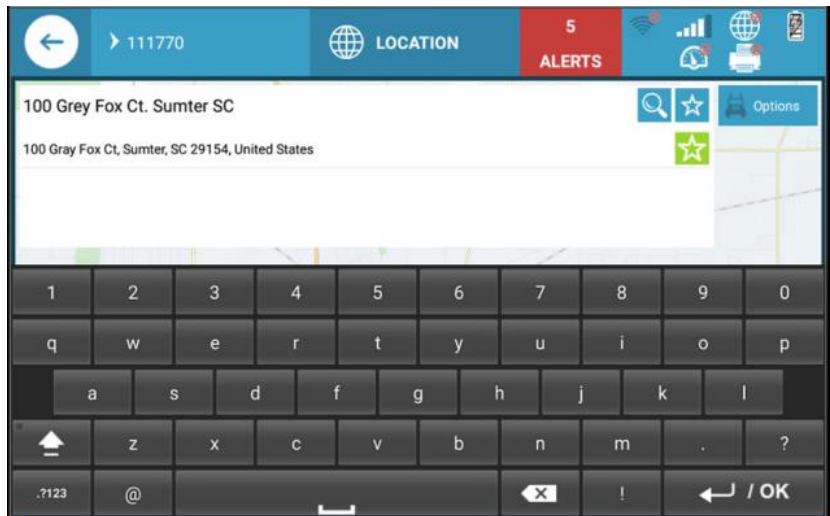 111770
LOCATION
5
ALERTS
100 Grey Fox Ct. Sumter SC
Options
100 Gray Fox Ct, Sumter, SC 29154, United States
1 2 3 4 5 6 7 8 9 0
q w e r t y u i o p
a s d f g h j k l
z x c v b n m . ?
.?123 @ ! / OK